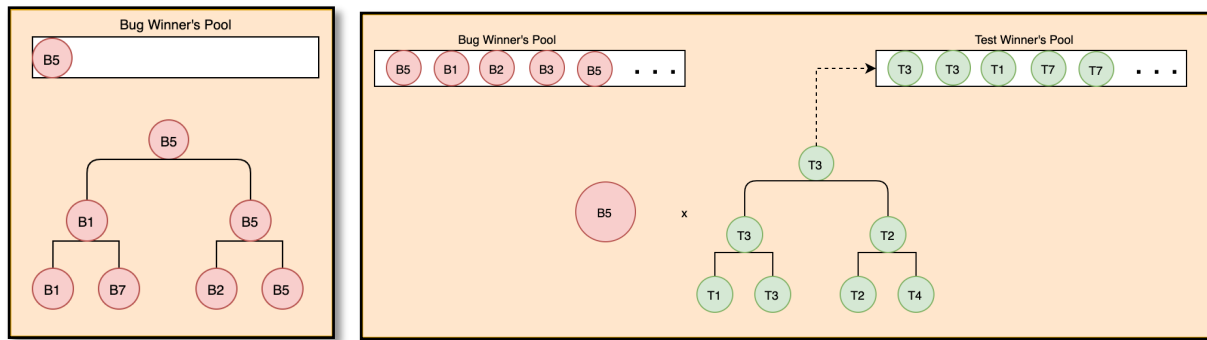 Bug Winner's Pool
B5
B5
B1 B5
B1 B7 B2 B5
Bug Winner's Pool
B5 B1 B2 B3 B5 . . .
Test Winner's Pool
T3 T3 T1 T7 T7 . . .
T3
B5 x
T3 T2
T1 T3 T2 T4